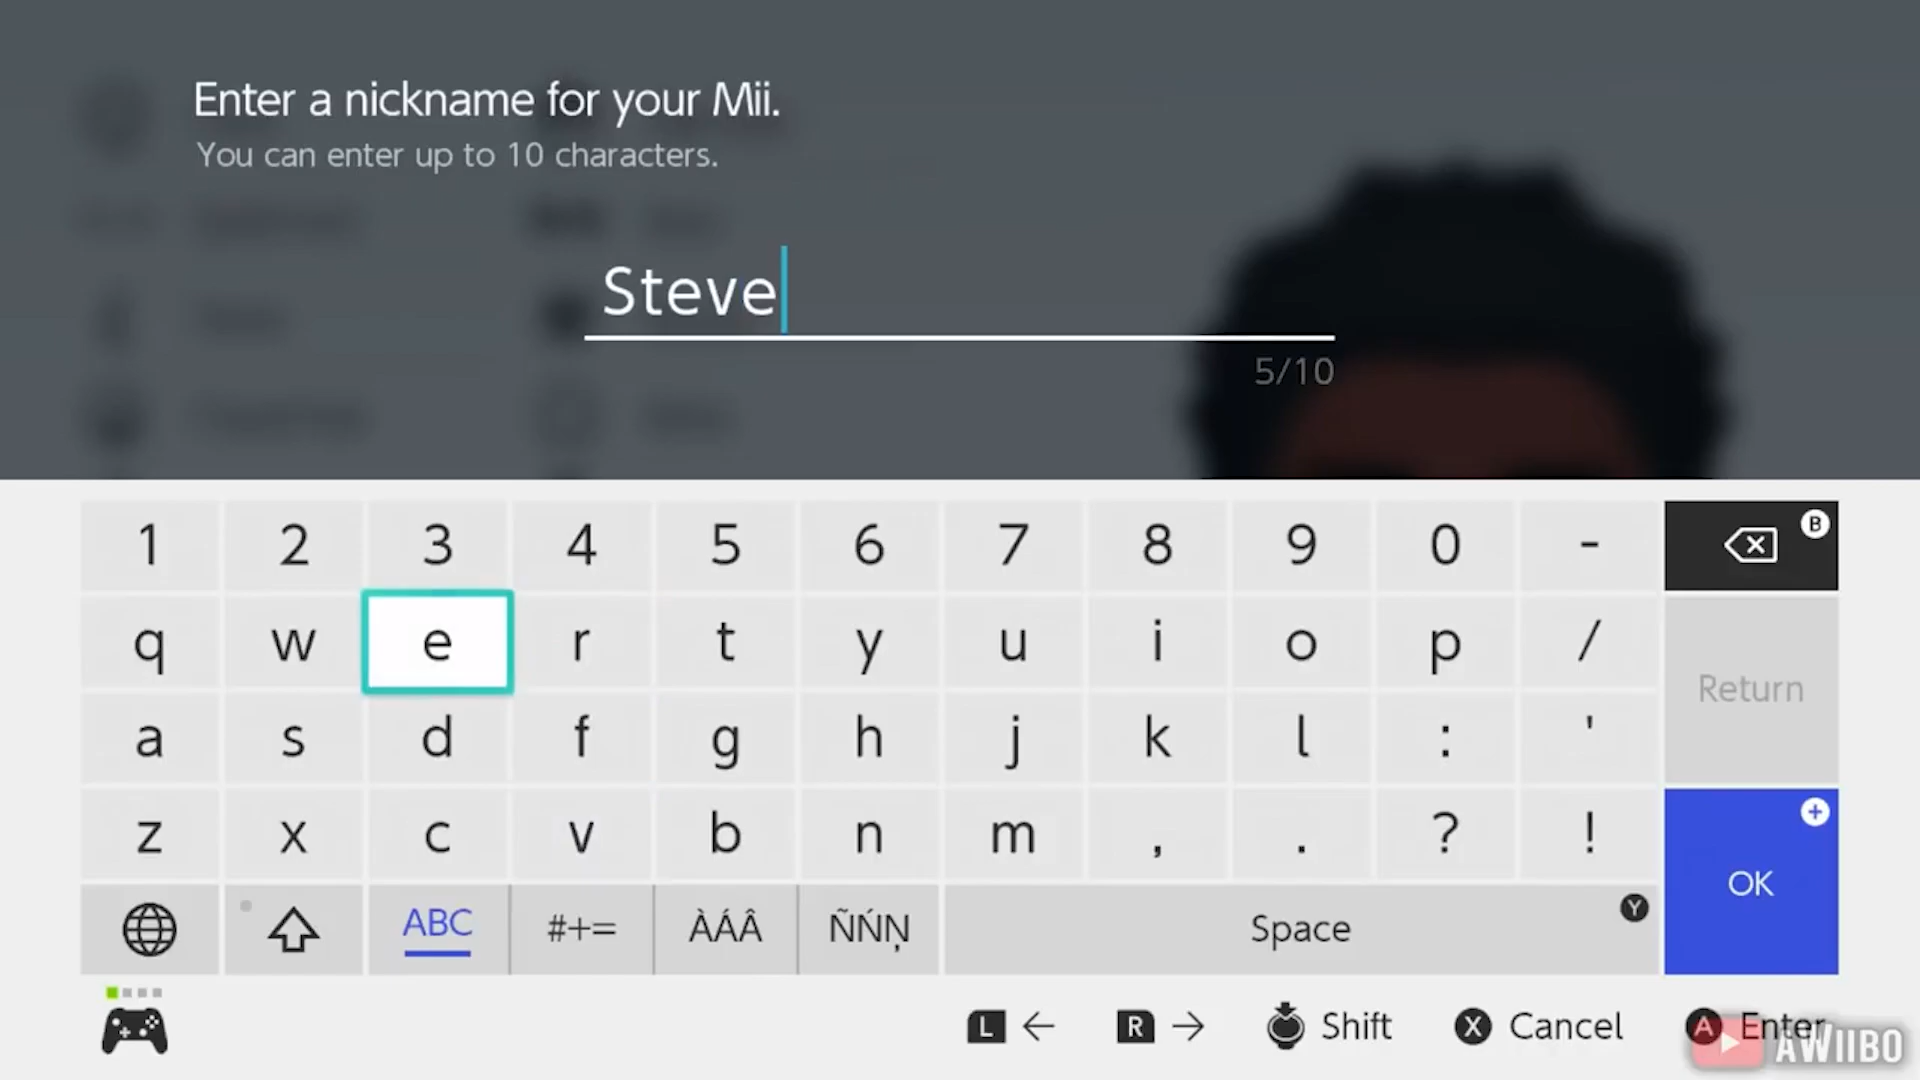 Enter a nickname for your Mii.
You can enter up to 10 characters.
Steve
5/10
1 2 3 4 5 6 7 8 9 0 - B
q w e r t y u i o p /
Return
a s d f g h j k l : '
z x c v b n m , . ? ! +
OK
ABC #+= ÀÁÂ ÑŃŅ Space Y
L ← R → Shift X Cancel A Enter
AWiiBO